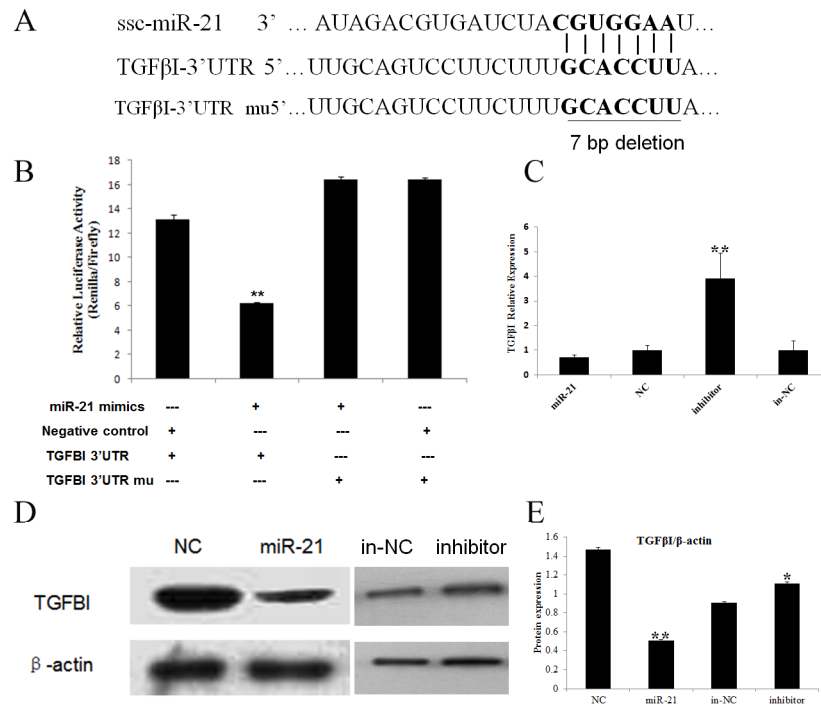 A
ssc-miR-21 3' ... AUAGACGUGAUCUACGUGGAAU...
TGFβI-3'UTR 5' ...UUGCAGUCCUUCUUUGCACCUUA...
TGFβI-3'UTR mu5' ...UUGCAGUCCUUCUUUGCACCUUA...
7 bp deletion
B
Relative Luciferase Activity
(Renilla/Firefly)
18
16
14
12
10
8
6
4
2
0
**
miR-21 mimics --- + + ---
Negative control + --- --- +
TGFBI 3'UTR + + --- ---
TGFBI 3'UTR mu --- --- + +
C
TGFβI Relative Expression
6
5
4
3
2
1
0
**
miR-21 NC inhibitor in-NC
D
NC miR-21 in-NC inhibitor
TGFBI
β-actin
E
TGFβI/β-actin
Protein expression
1.6
1.4
1.2
1
0.8
0.6
0.4
0.2
0
**
*
NC miR-21 in-NC inhibitor